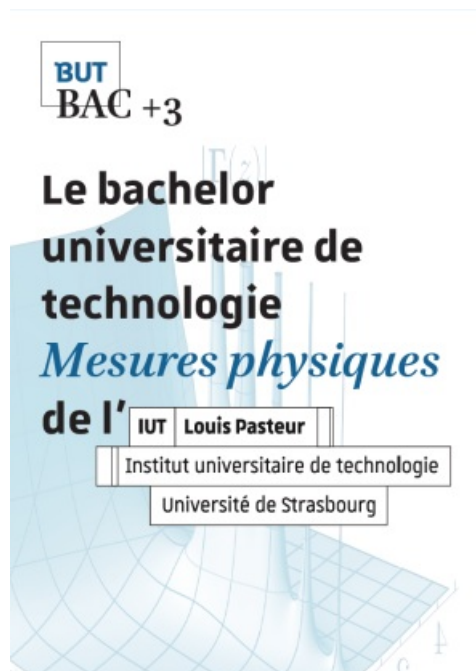 BUT
BAC +3
|Γ(z)|
Le bachelor
universitaire de
technologie
Mesures physiques
de l'
IUT Louis Pasteur
Institut universitaire de technologie
Université de Strasbourg
4